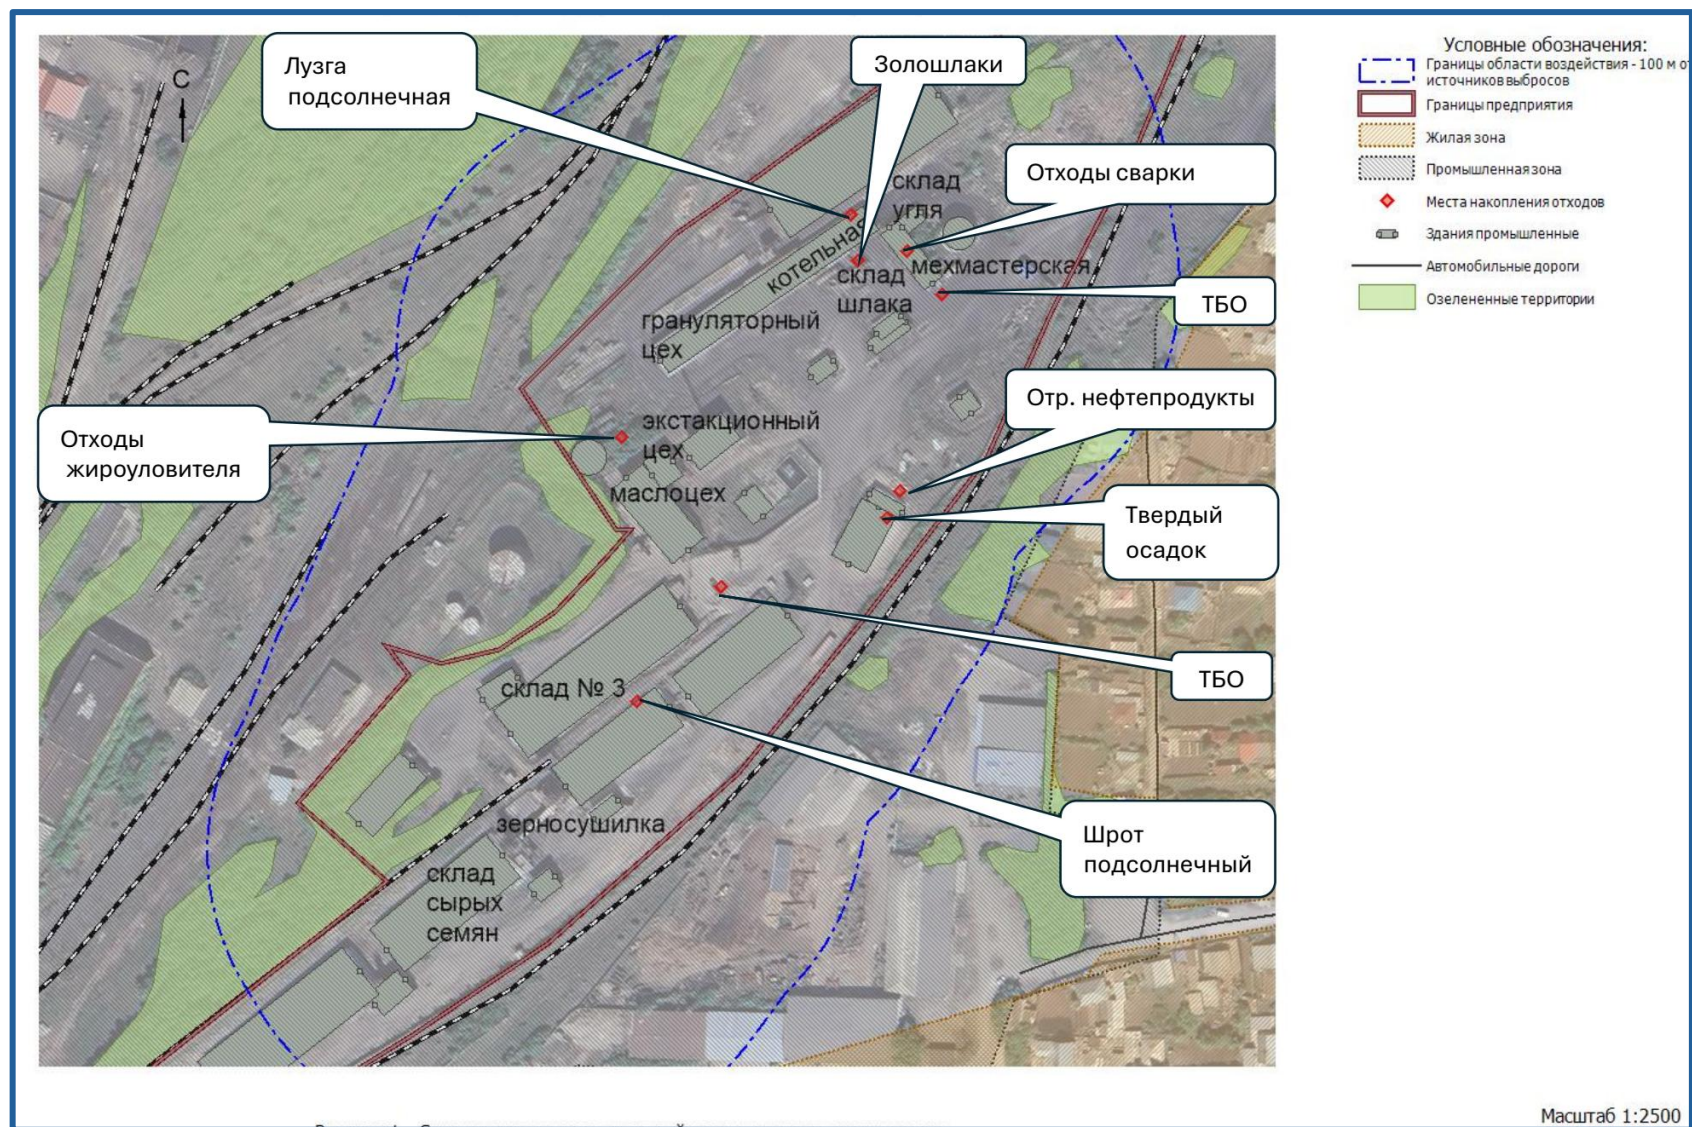 Условные обозначения:
Границы области воздействия - 100 м от
источников выбросов
Границы предприятия
Жилая зона
Промышленная зона
Места накопления отходов
Здания промышленные
Автомобильные дороги
Озелененные территории
С
Лузга
подсолнечная
Золошлаки
Отходы сварки
склад
угля
котельная
мехмастерская
склад
шлака
ТБО
грануляторный
цех
Отр. нефтепродукты
Отходы
жироуловителя
экстакционный
цех
маслоцех
Твердый
осадок
ТБО
склад № 3
зерносушилка
Шрот
подсолнечный
склад
сырых
семян
Масштаб 1:2500